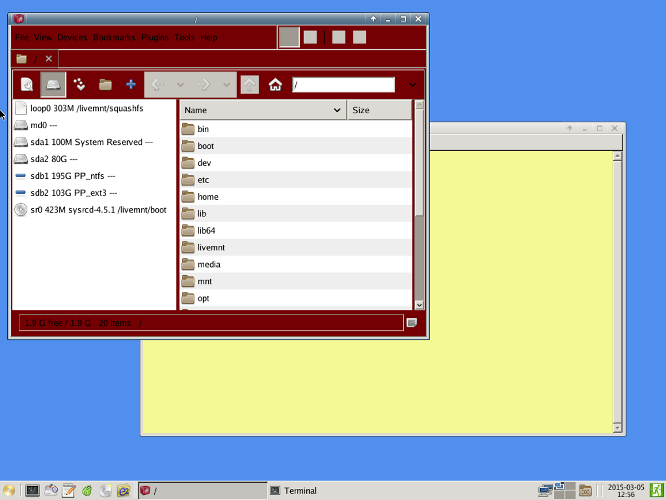 /
File View Devices Bookmarks Plugins Tools Help
/
/
loop0 303M /livemnt/squashfs
md0 ---
sda1 100M System Reserved ---
sda2 80G ---
sdb1 195G PP_ntfs ---
sdb2 103G PP_ext3 ---
sr0 423M sysrcd-4.5.1 /livemnt/boot
Name Size
bin
boot
dev
etc
home
lib
lib64
livemnt
media
mnt
opt
1.9 G free / 1.9 G 20 items /
/ Terminal
2015-03-05
12:56